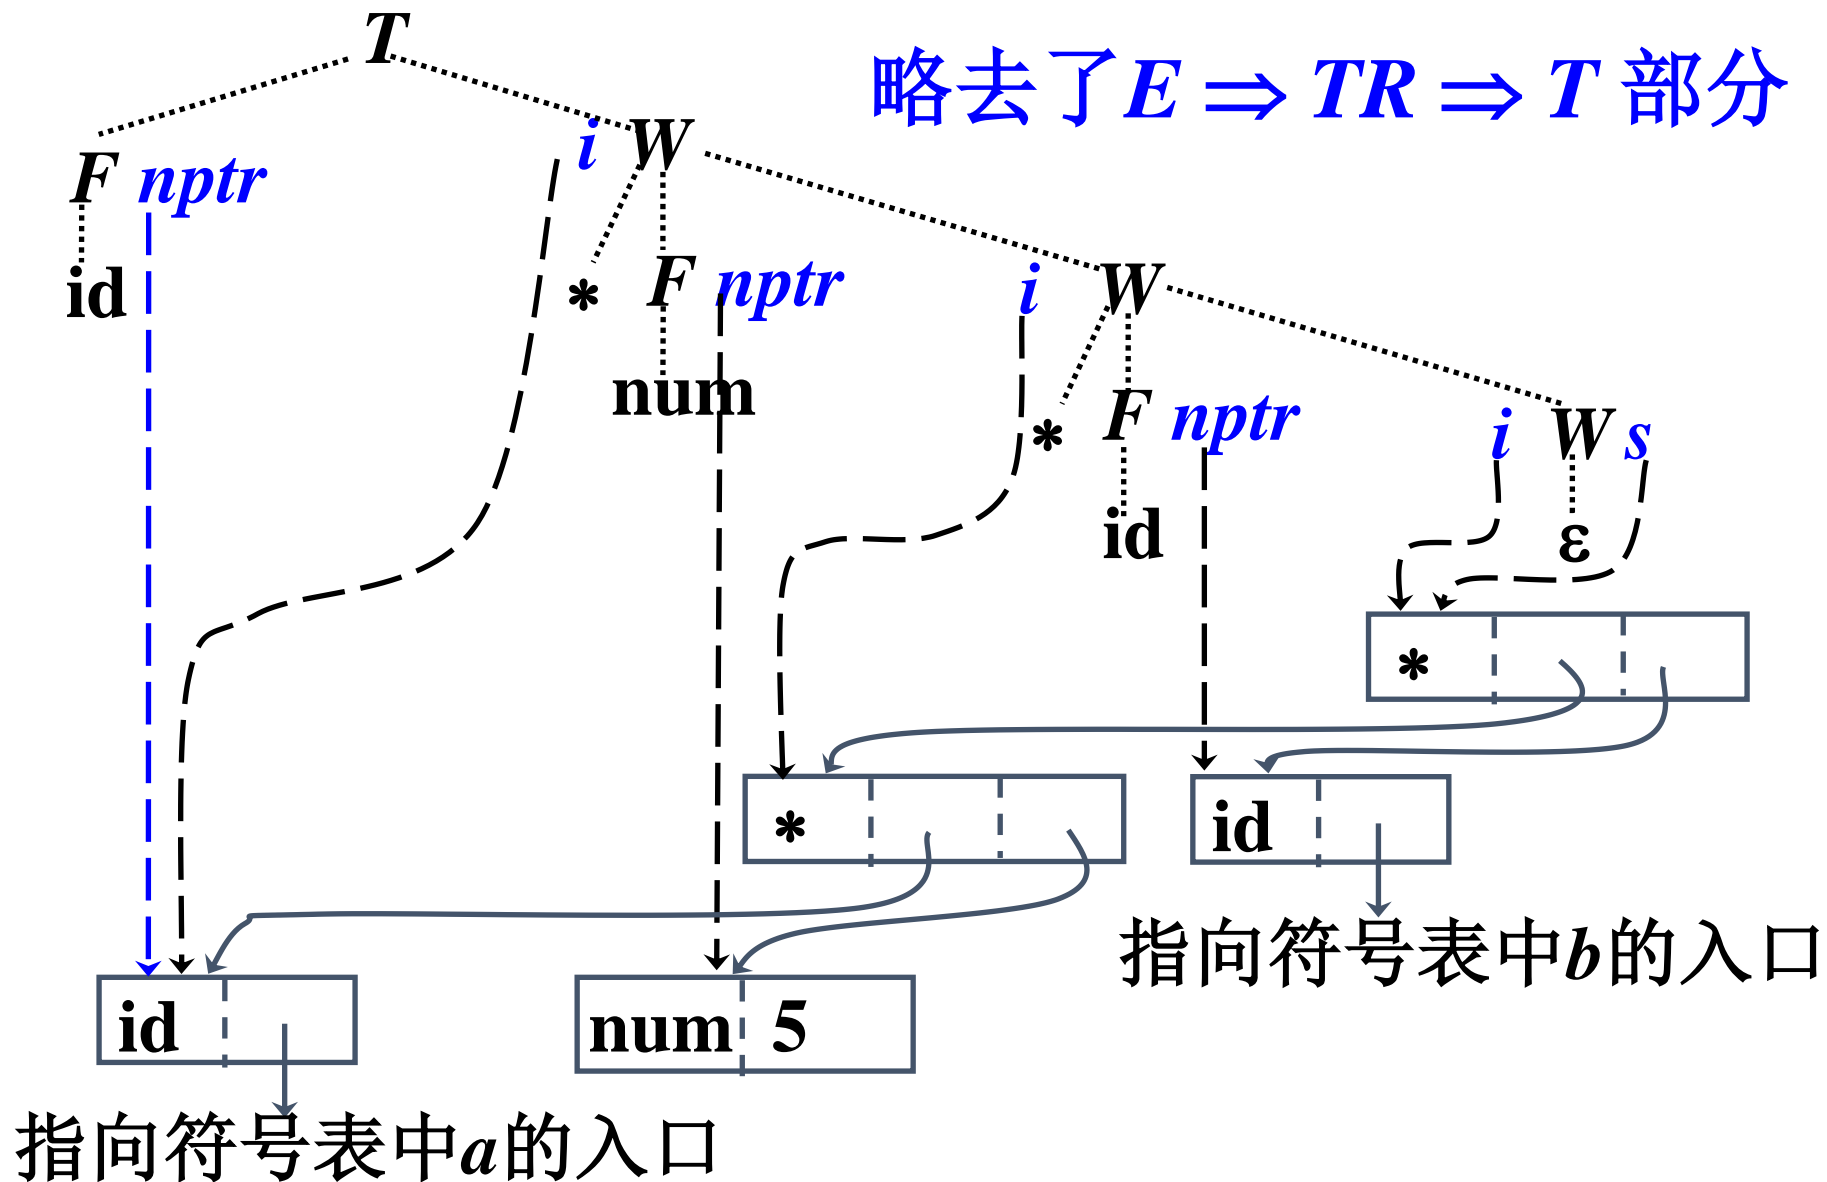 T
略去了E ⇒ TR ⇒ T 部分
i W
F nptr
id
* F nptr
i W
num
* F nptr
i W s
id
ε
*
*
id
指向符号表中b的入口
id
num 5
指向符号表中a的入口